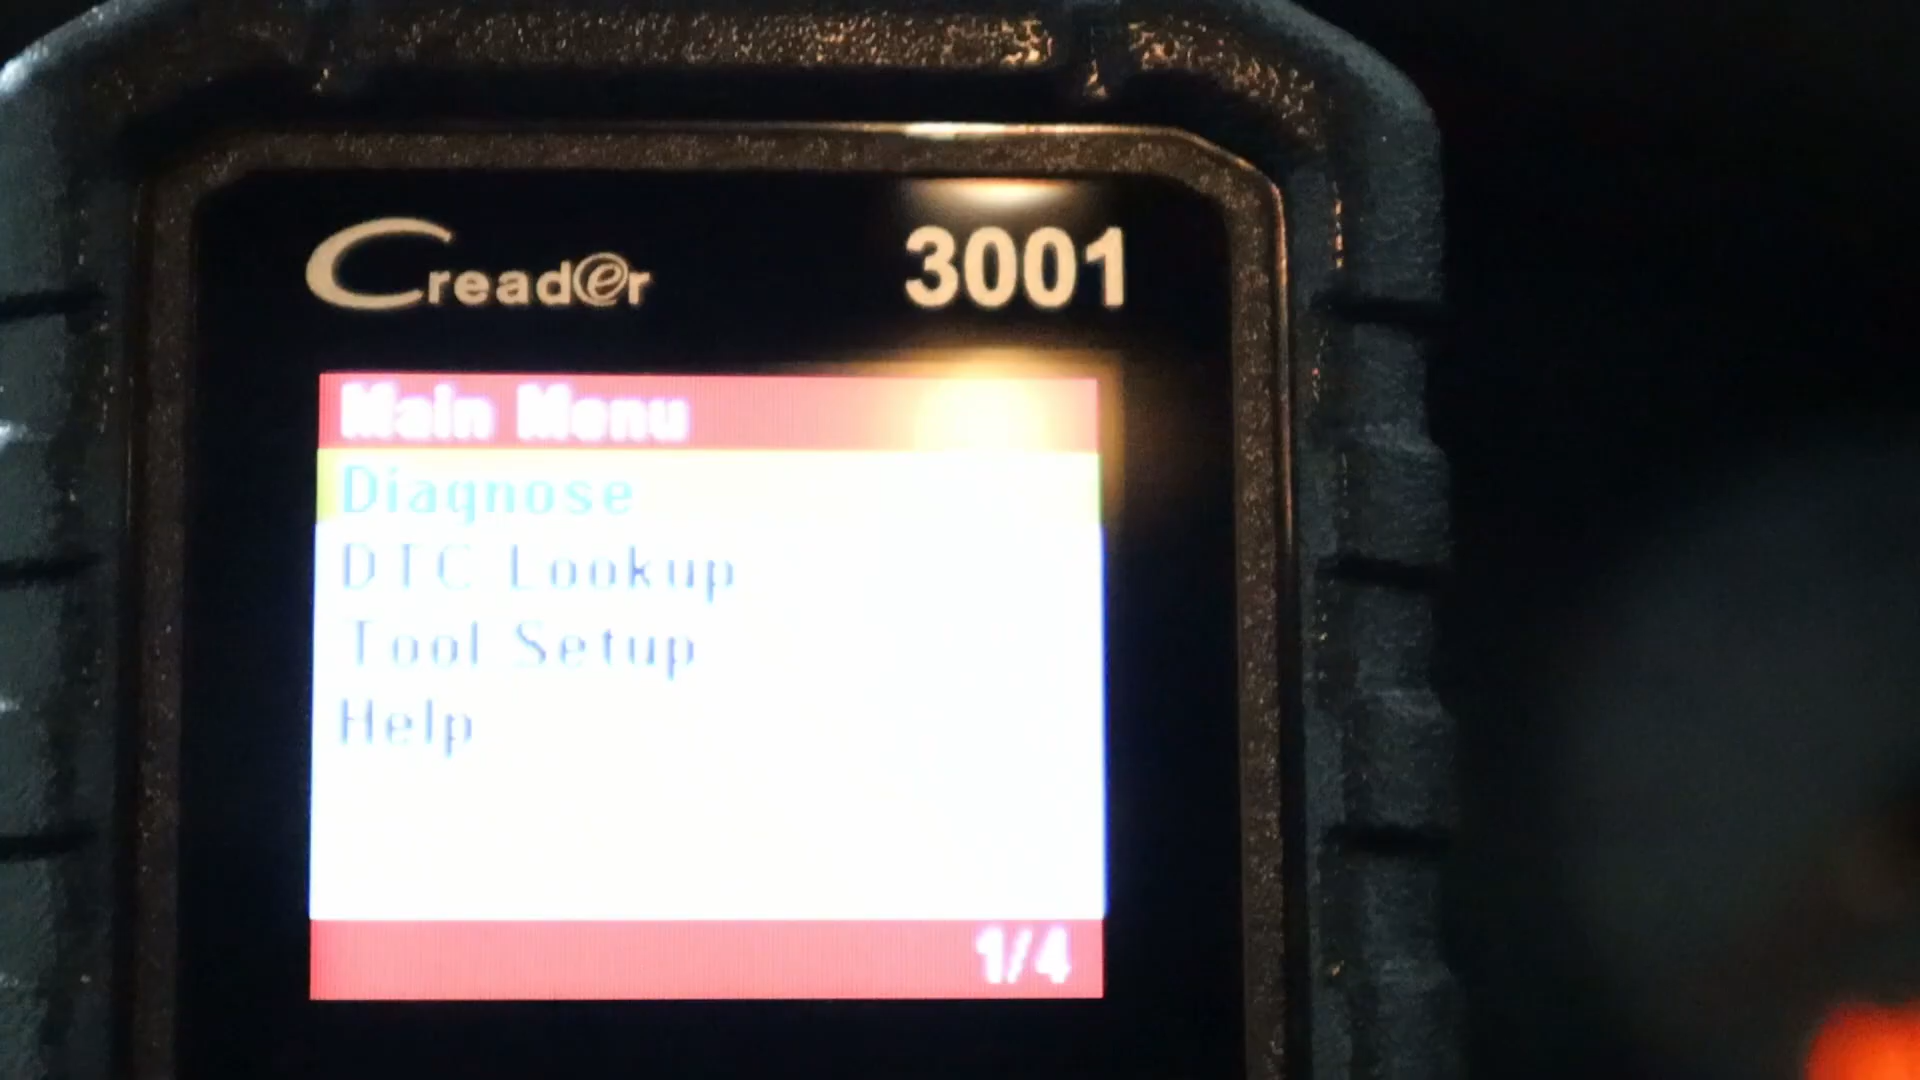 Creader 3001
Main Menu
Diagnose
DTC Lookup
Tool Setup
Help
1/4